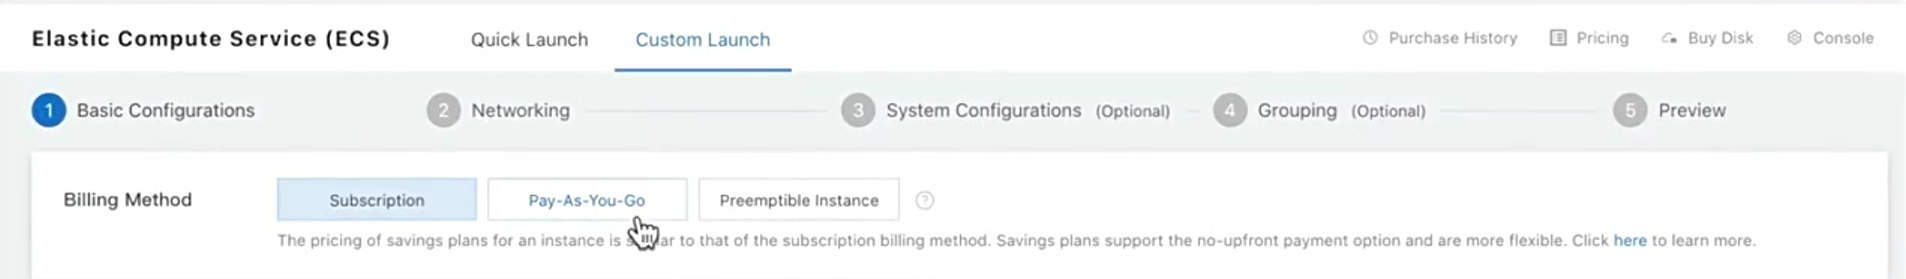 Elastic Compute Service (ECS) Quick Launch Custom Launch Purchase History Pricing Buy Disk Console
1 Basic Configurations 2 Networking 3 System Configurations (Optional) 4 Grouping (Optional) 5 Preview
Billing Method Subscription Pay-As-You-Go Preemptible Instance ?
The pricing of savings plans for an instance is to that of the subscription billing method. Savings plans support the no-upfront payment option and are more flexible. Click here to learn more.